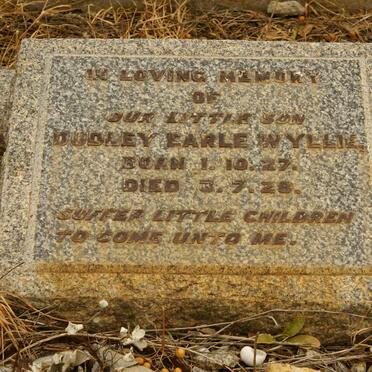 IN LOVING MEMORY
OF
OUR LITTLE SON
DUDLEY EARLE WYLLIE.
BORN 1.10.27.
DIED 3.7.28.
SUFFER LITTLE CHILDREN
TO COME UNTO ME.